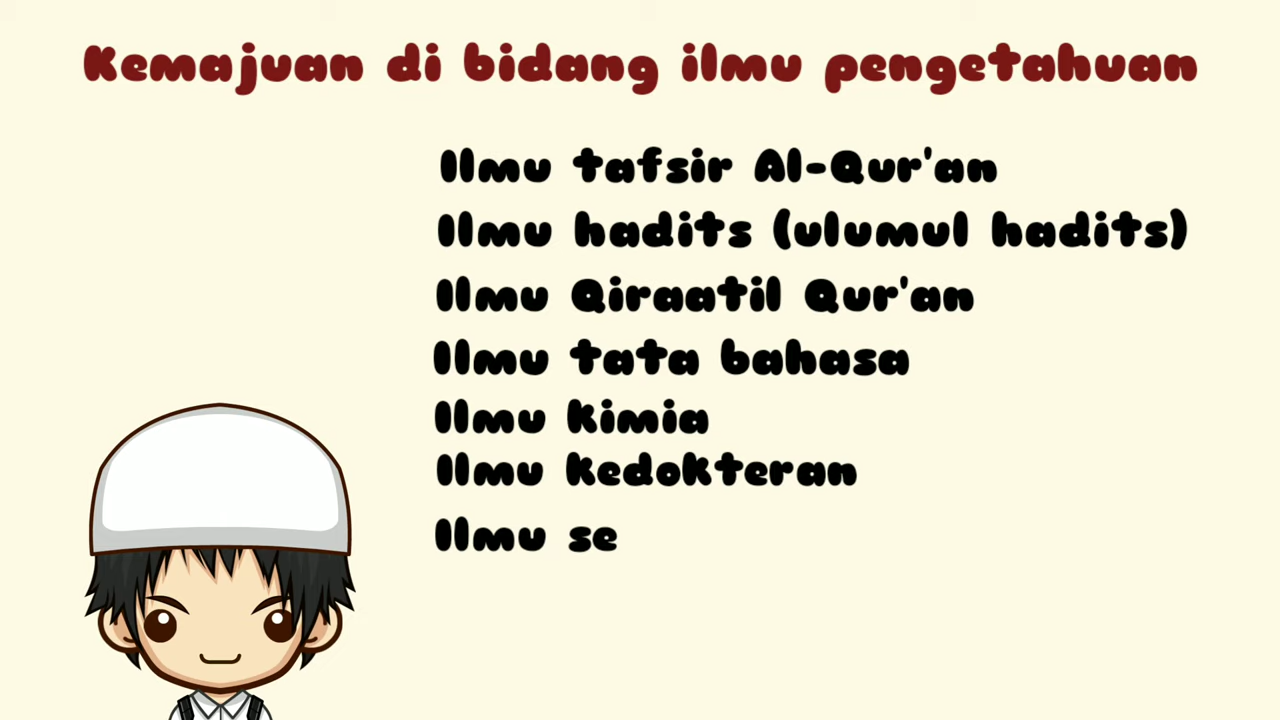 Kemajuan di bidang ilmu pengetahuan
Ilmu tafsir Al-Qur'an
Ilmu hadits (ulumul hadits)
Ilmu Qiraatil Qur'an
Ilmu tata bahasa
Ilmu kimia
Ilmu kedokteran
Ilmu se